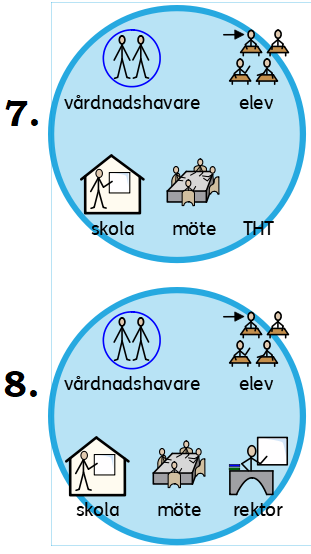 7.
vårdnadshavare elev
skola möte THT
8.
vårdnadshavare elev
skola möte rektor